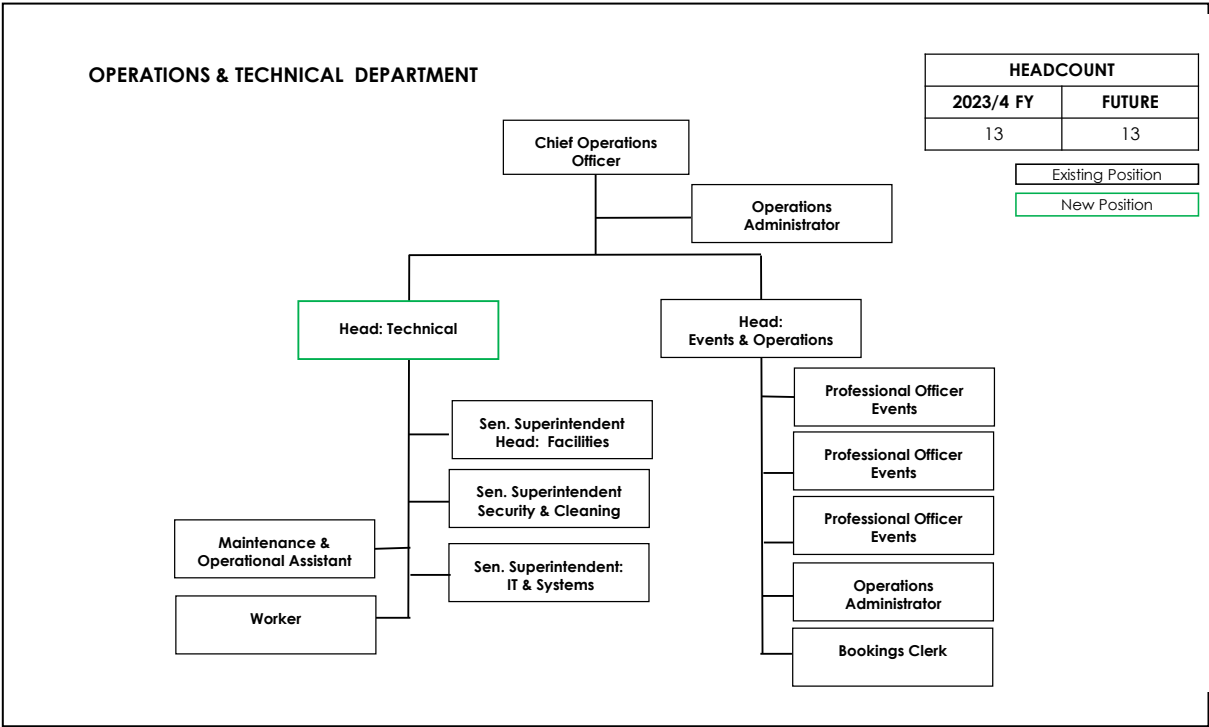 OPERATIONS & TECHNICAL DEPARTMENT
HEADCOUNT
2023/4 FY FUTURE
13 13
Existing Position
New Position
Chief Operations
Officer
Operations
Administrator
Head: Technical
Head:
Events & Operations
Sen. Superintendent
Head: Facilities
Sen. Superintendent
Security & Cleaning
Maintenance &
Operational Assistant
Sen. Superintendent:
IT & Systems
Worker
Professional Officer
Events
Professional Officer
Events
Professional Officer
Events
Operations
Administrator
Bookings Clerk